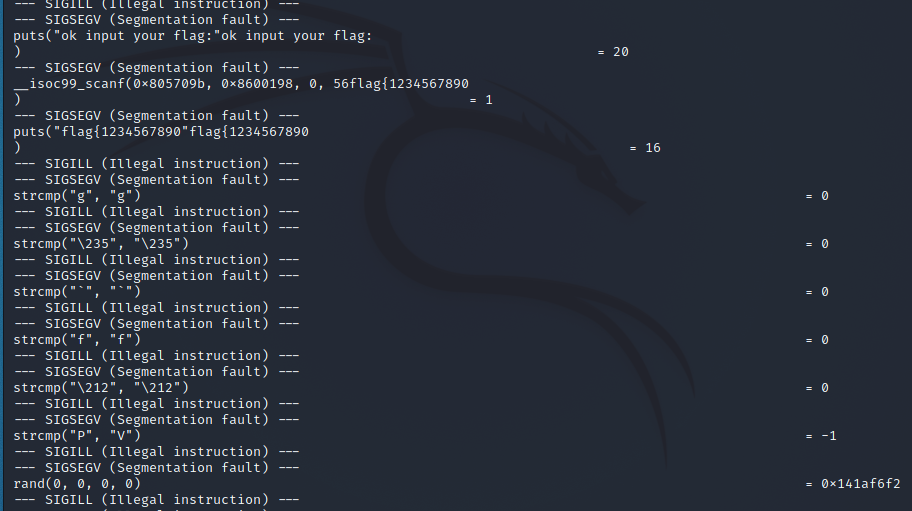 --- SIGILL (Illegal instruction) ---
--- SIGSEGV (Segmentation fault) ---
puts("ok input your flag:"ok input your flag:
) = 20
--- SIGSEGV (Segmentation fault) ---
__isoc99_scanf(0×805709b, 0×8600198, 0, 56flag{1234567890
) = 1
--- SIGSEGV (Segmentation fault) ---
puts("flag{1234567890"flag{1234567890
) = 16
--- SIGILL (Illegal instruction) ---
--- SIGSEGV (Segmentation fault) ---
strcmp("g", "g") = 0
--- SIGILL (Illegal instruction) ---
--- SIGSEGV (Segmentation fault) ---
strcmp("\235", "\235") = 0
--- SIGILL (Illegal instruction) ---
--- SIGSEGV (Segmentation fault) ---
strcmp("`", "`") = 0
--- SIGILL (Illegal instruction) ---
--- SIGSEGV (Segmentation fault) ---
strcmp("f", "f") = 0
--- SIGILL (Illegal instruction) ---
--- SIGSEGV (Segmentation fault) ---
strcmp("\212", "\212") = 0
--- SIGILL (Illegal instruction) ---
--- SIGSEGV (Segmentation fault) ---
strcmp("P", "V") = -1
--- SIGILL (Illegal instruction) ---
--- SIGSEGV (Segmentation fault) ---
rand(0, 0, 0, 0) = 0×141af6f2
--- SIGILL (Illegal instruction) ---